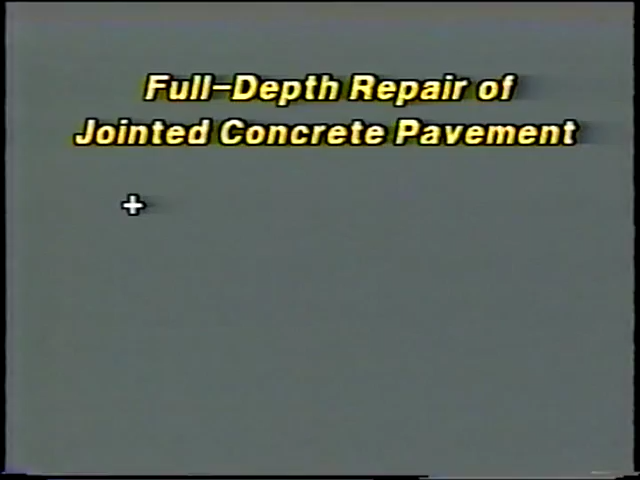 Full-Depth Repair of
Jointed Concrete Pavement
+